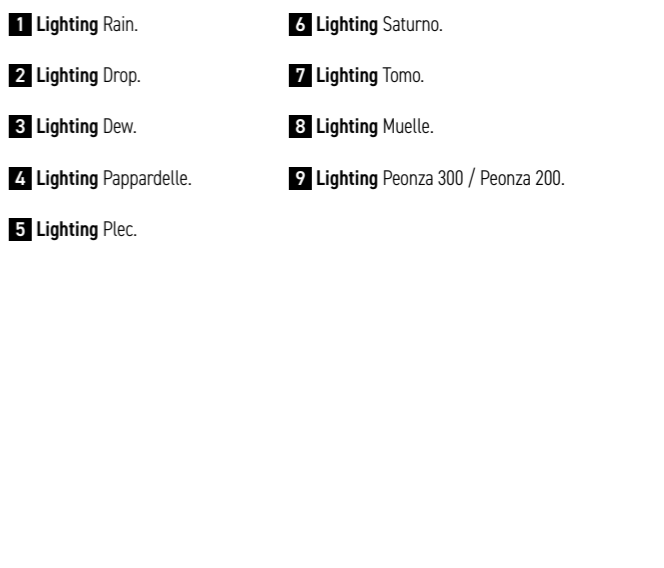 1 Lighting Rain.
2 Lighting Drop.
3 Lighting Dew.
4 Lighting Pappardelle.
5 Lighting Plec.
6 Lighting Saturno.
7 Lighting Tomo.
8 Lighting Muelle.
9 Lighting Peonza 300 / Peonza 200.